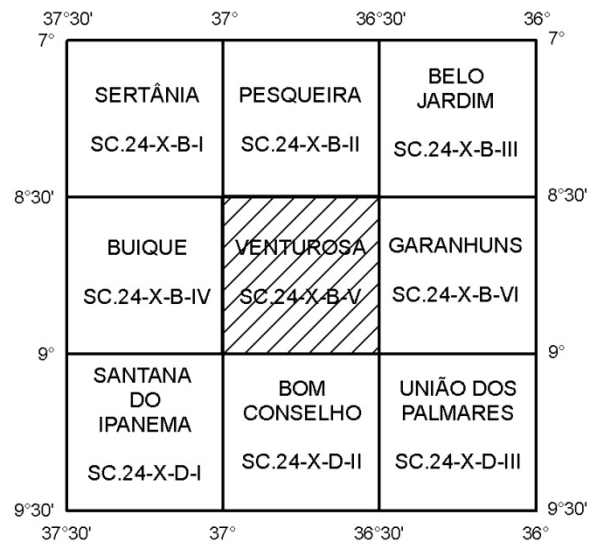 37°30' 37° 36°30' 36°
7° 7°
SERTÂNIA PESQUEIRA BELO JARDIM
SC.24-X-B-I SC.24-X-B-II SC.24-X-B-III
8°30' 8°30'
BUIQUE VENTUROSA GARANHUNS
SC.24-X-B-IV SC.24-X-B-V SC.24-X-B-VI
9° 9°
SANTANA DO IPANEMA BOM CONSELHO UNIÃO DOS PALMARES
SC.24-X-D-I SC.24-X-D-II SC.24-X-D-III
9°30' 9°30'
37°30' 37° 36°30' 36°